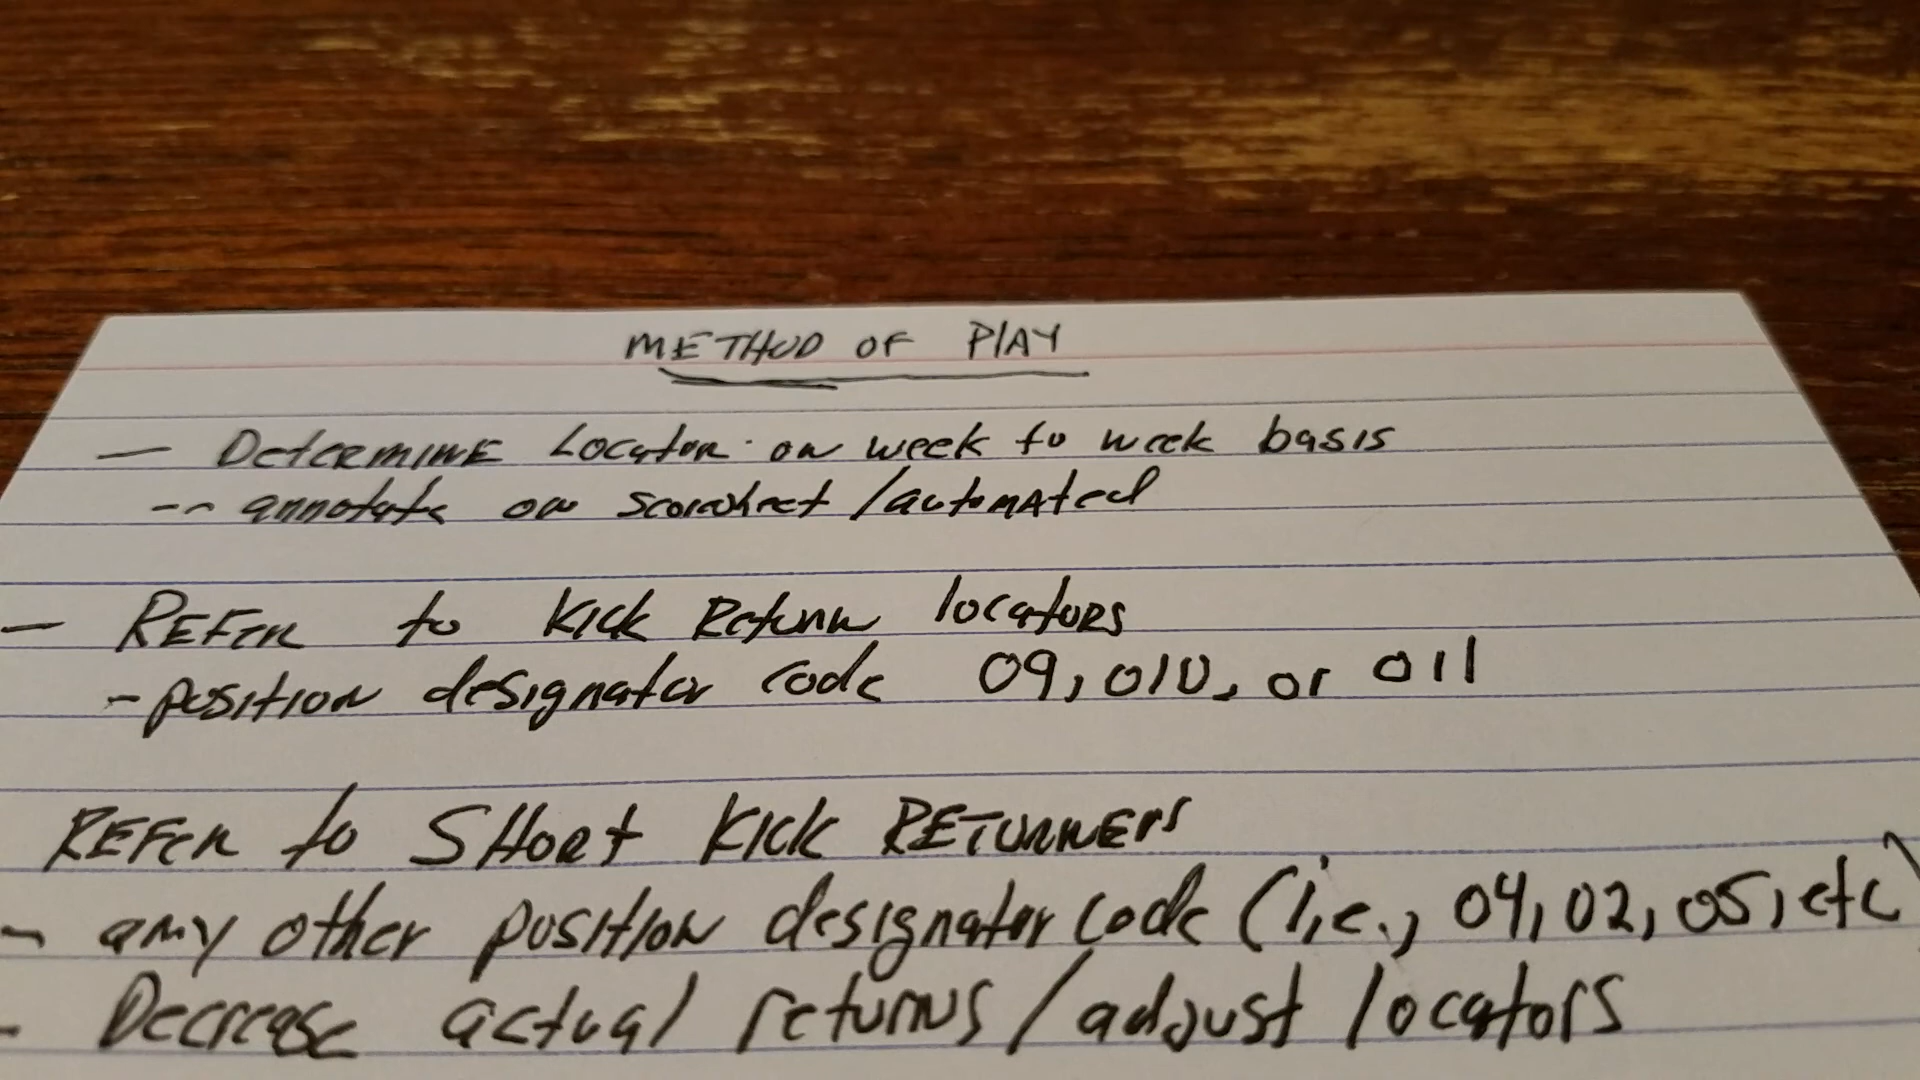 METHOD OF PLAY
— Determine Locator on week to week basis
-- annotate on scoresheet/automated
— Refer to Kick Return locators
- position designator code 09, 010, or 011
Refer to Short Kick Returners
- any other position designator code (i.e., 04, 02, 05, etc)
- Decrease actual returns/adjust locators